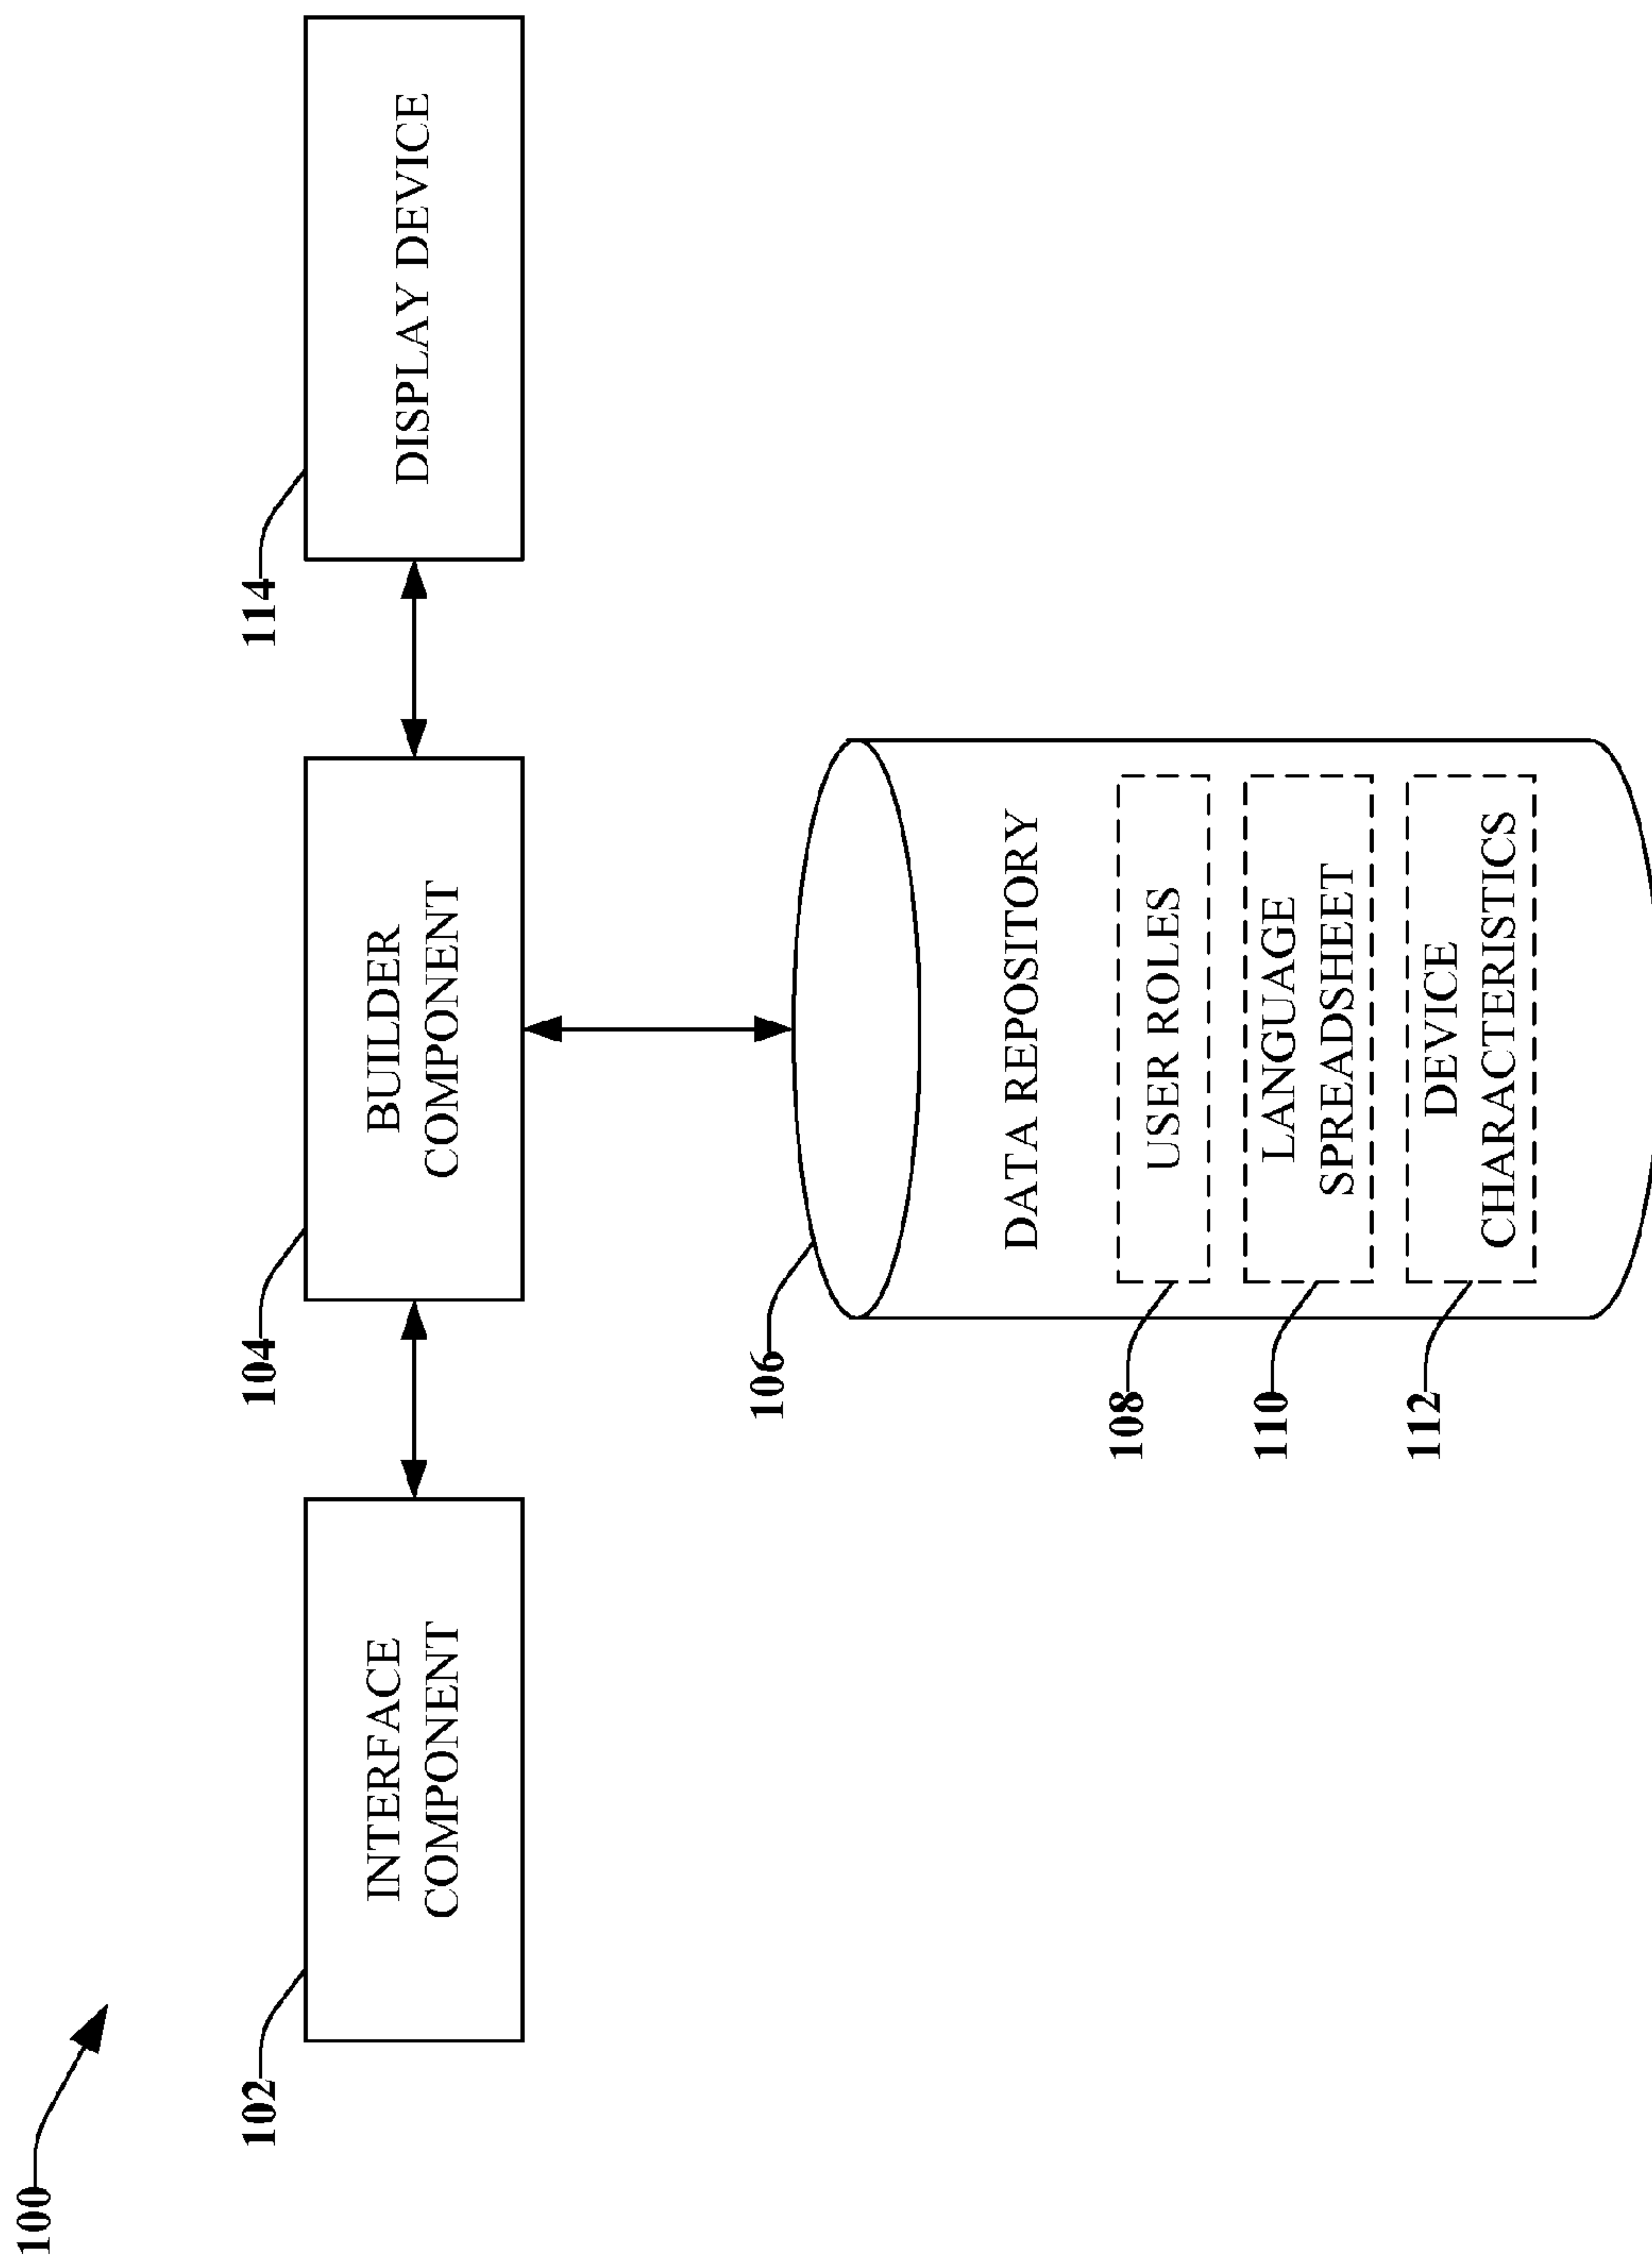 100
102
INTERFACE
COMPONENT
104
BUILDER
COMPONENT
114
DISPLAY DEVICE
106
DATA REPOSITORY
108
USER ROLES
110
LANGUAGE
SPREADSHEET
112
DEVICE
CHARACTERISTICS